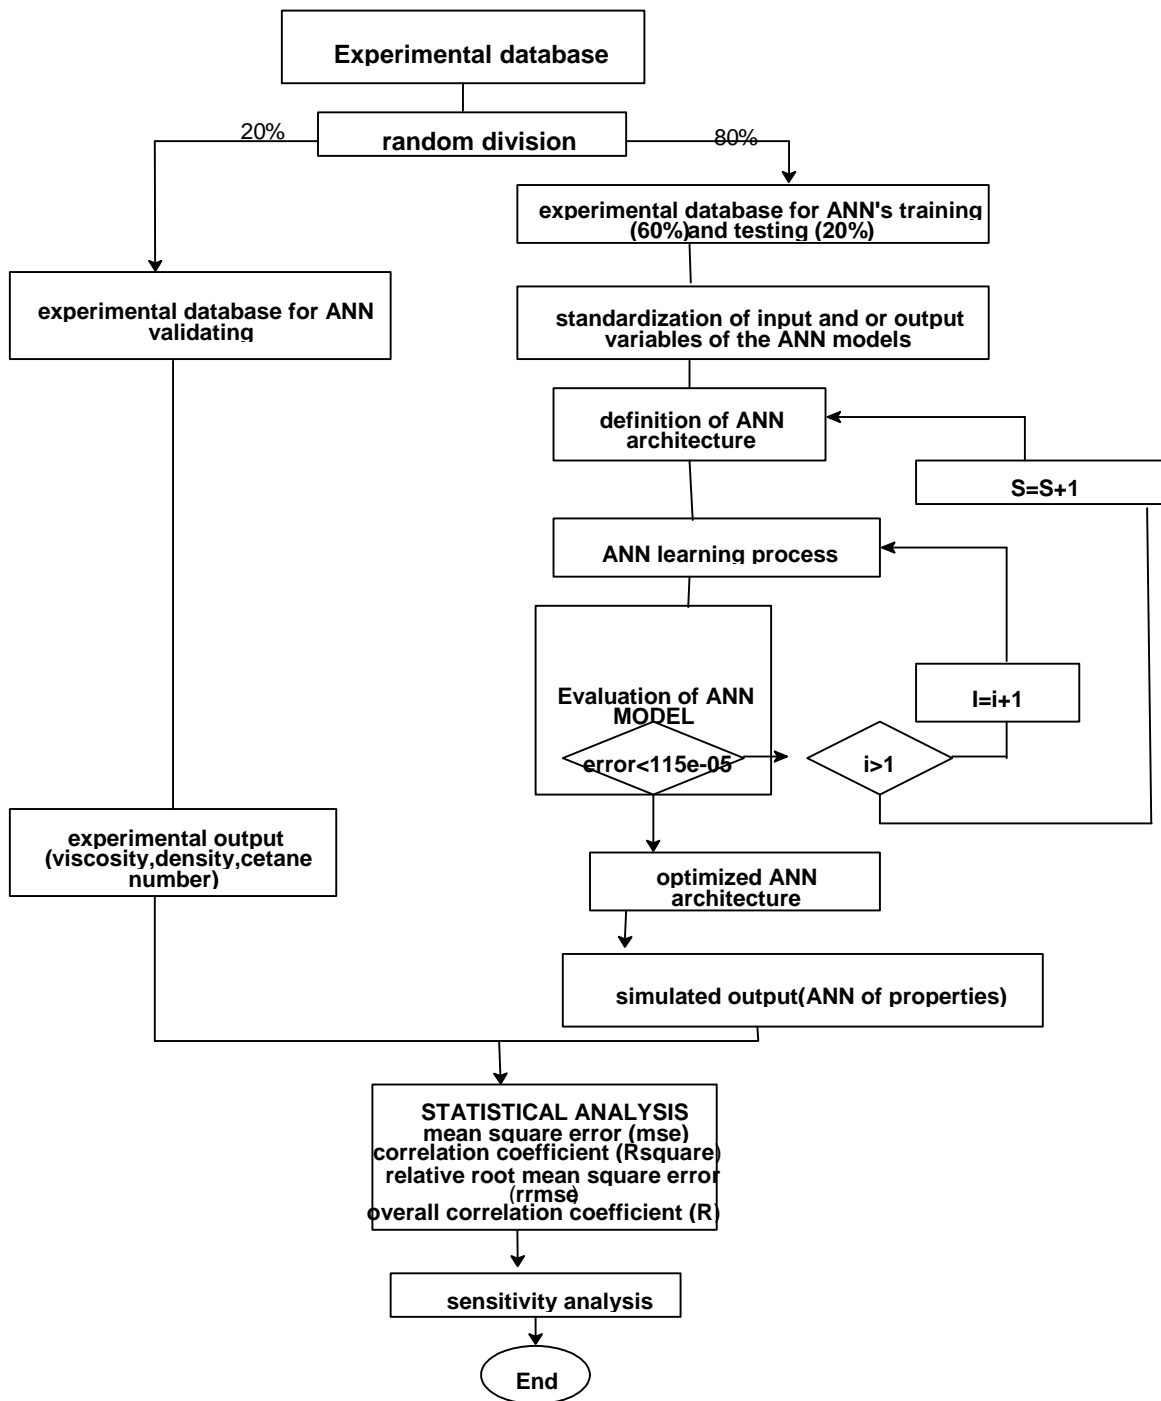 Experimental database
random division
20%
80%
experimental database for ANN's training
(60%)and testing (20%)
experimental database for ANN
validating
standardization of input and or output
variables of the ANN models
definition of ANN
architecture
S=S+1
ANN learning process
Evaluation of ANN
MODEL
I=i+1
error<115e-05
i>1
experimental output
(viscosity,density,cetane
number)
optimized ANN
architecture
simulated output(ANN of properties)
STATISTICAL ANALYSIS
mean square error (mse)
correlation coefficient (Rsquare)
relative root mean square error
(rrmse)
overall correlation coefficient (R)
sensitivity analysis
End